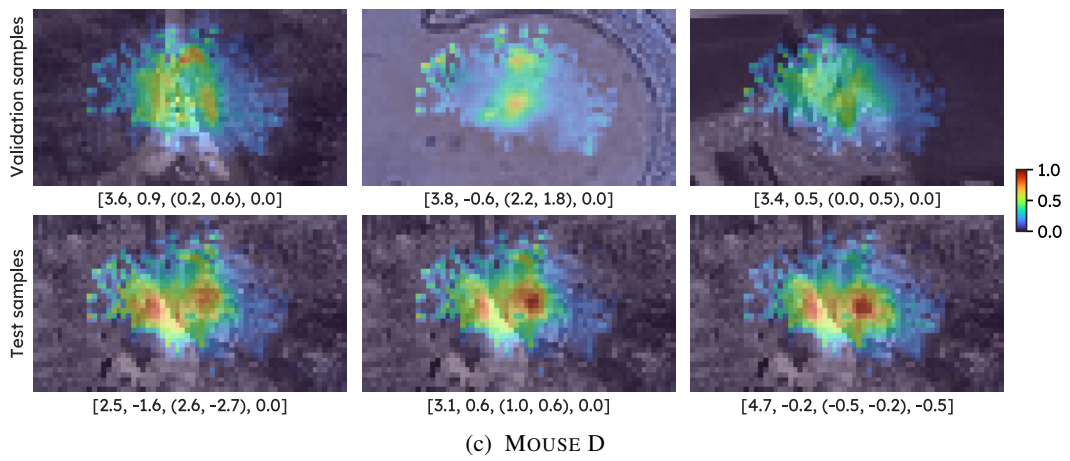 Validation samples
[3.6, 0.9, (0.2, 0.6), 0.0]
[3.8, -0.6, (2.2, 1.8), 0.0]
[3.4, 0.5, (0.0, 0.5), 0.0]
1.0
0.5
0.0
Test samples
[2.5, -1.6, (2.6, -2.7), 0.0]
[3.1, 0.6, (1.0, 0.6), 0.0]
[4.7, -0.2, (-0.5, -0.2), -0.5]
(c) MOUSE D